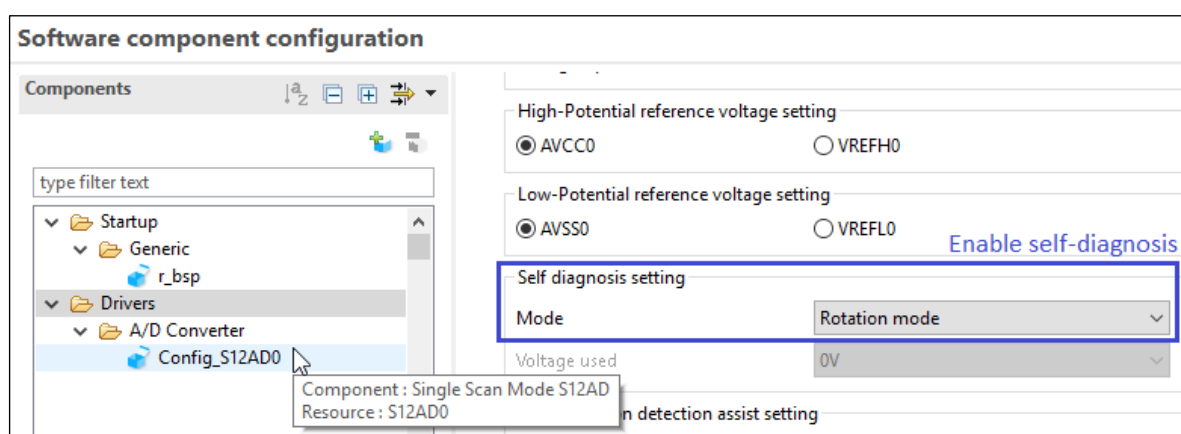 Software component configuration
Components
type filter text
Startup
Generic
r_bsp
Drivers
A/D Converter
Config_S12AD0
Component : Single Scan Mode S12AD
Resource : S12AD0
High-Potential reference voltage setting
AVCC0 VREFH0
Low-Potential reference voltage setting
AVSS0 VREFL0
Enable self-diagnosis
Self diagnosis setting
Mode Rotation mode
Voltage used 0V
detection assist setting